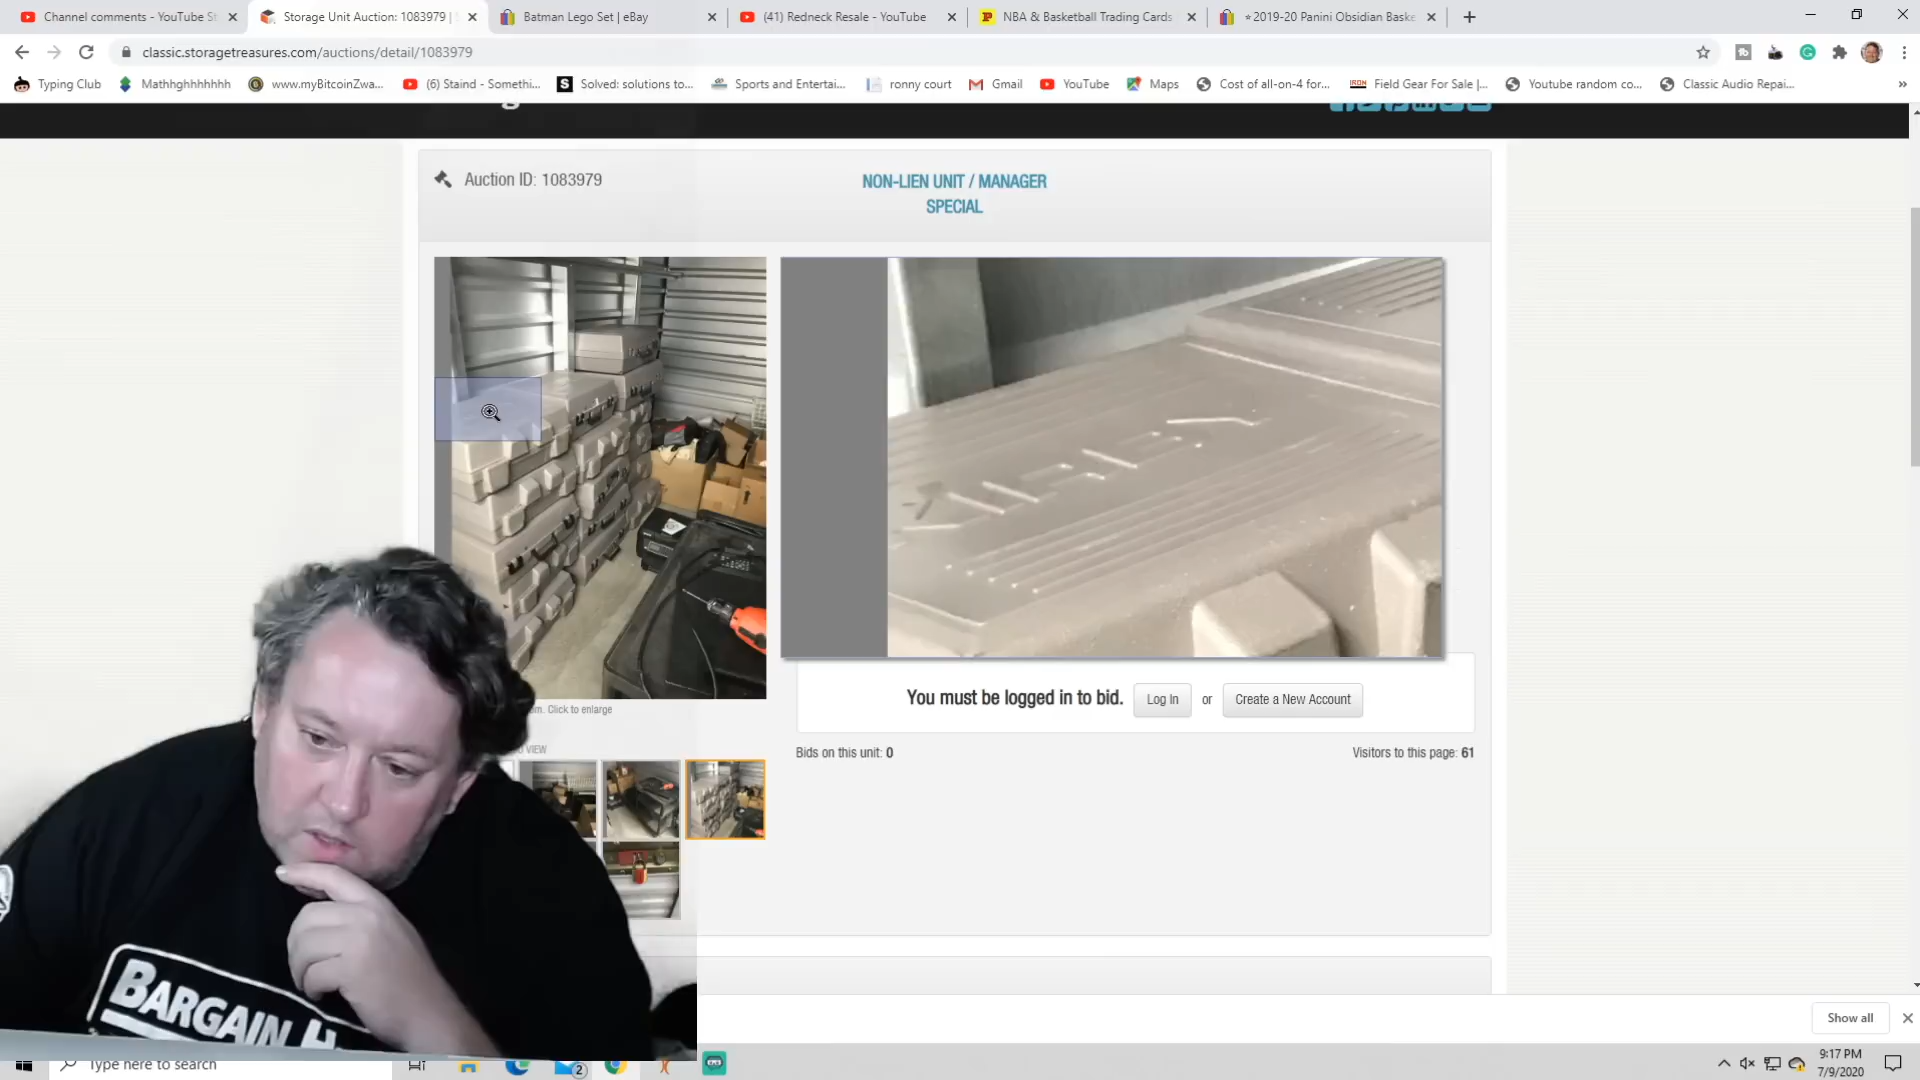 Channel comments - YouTube St
Storage Unit Auction: 1083979 |
Batman Lego Set | eBay
(41) Redneck Resale - YouTube
NBA & Basketball Trading Cards
⭐2019-20 Panini Obsidian Baske
classic.storagetreasures.com/auctions/detail/1083979
Typing Club
Mathhghhhhhhh
www.myBitcoinZwa...
(6) Staind - Somethi...
Solved: solutions to...
Sports and Entertai...
ronny court
Gmail
YouTube
Maps
Cost of all-on-4 for...
Field Gear For Sale |...
Youtube random co...
Classic Audio Repai...
Auction ID: 1083979
NON-LIEN UNIT / MANAGER
SPECIAL
KIRBY
You must be logged in to bid.
Log In
or
Create a New Account
Click to enlarge
VIEW
Bids on this unit: 0
Visitors to this page: 61
BARGAIN
Show all
Type here to search
2
9:17 PM
7/9/2020